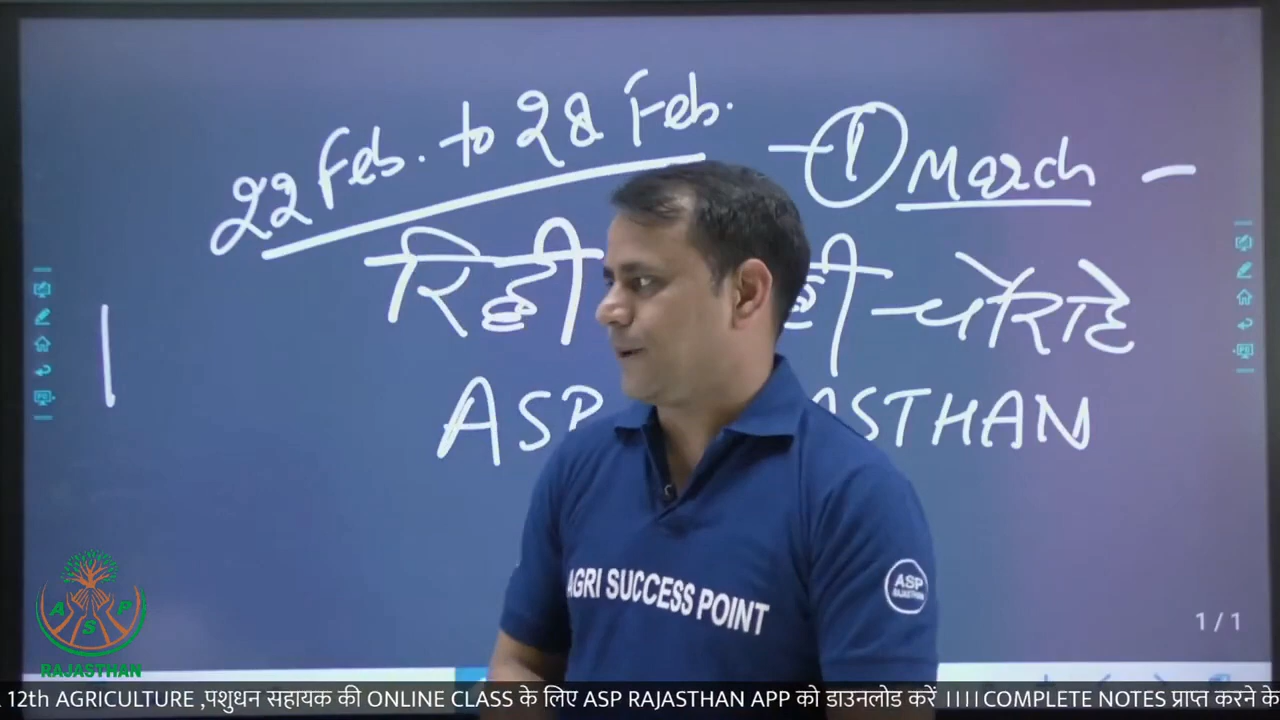 22 Feb. to 28 Feb. - ① March -
चौराहे
ASP ASTHAN
AGRI SUCCESS POINT
ASP
RAJASTHAN
1 / 1
A S P
RAJASTHAN
12th AGRICULTURE ,पशुधन सहायक की ONLINE CLASS के लिए ASP RAJASTHAN APP को डाउनलोड करें ।।।।COMPLETE NOTES प्राप्त करने के